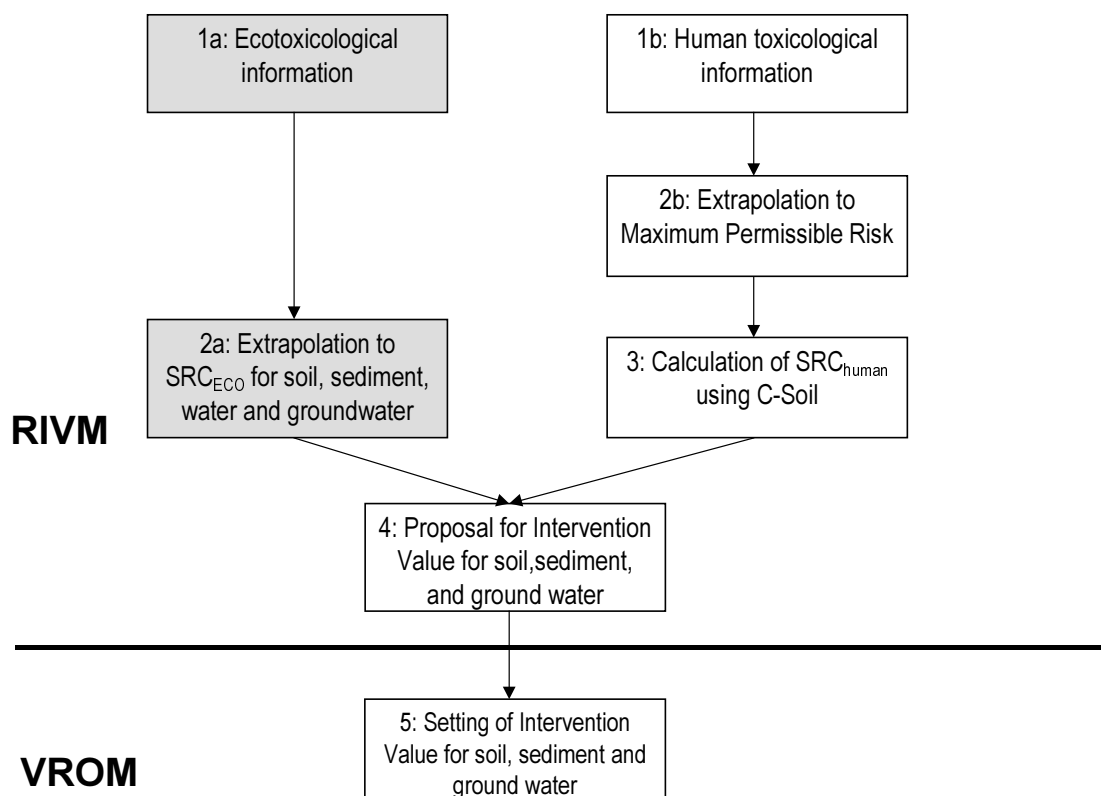 1a: Ecotoxicological
information
1b: Human toxicological
information
2b: Extrapolation to
Maximum Permissible Risk
2a: Extrapolation to
SRCECO for soil, sediment,
water and groundwater
3: Calculation of SRChuman
using C-Soil
RIVM
4: Proposal for Intervention
Value for soil,sediment,
and ground water
5: Setting of Intervention
Value for soil, sediment and
ground water
VROM